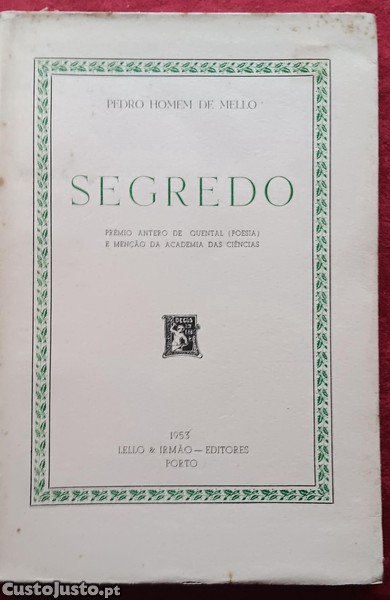 PEDRO HOMEM DE MELLO
SEGREDO
PRÉMIO ANTERO DE QUENTAL (POESIA)
E MENÇÃO DA ACADEMIA DAS CIÊNCIAS
DECUS
1953
LELLO & IRMÃO — EDITORES
PORTO
CustoJusto.pt